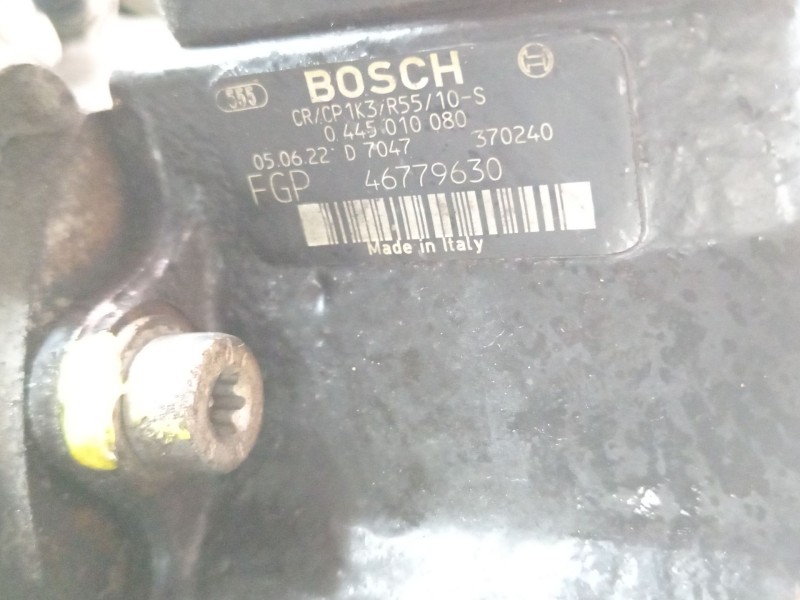 BOSCH
555
CR/CP1K3/R55/10-S
0 445 010 080
05.06.22 D 7047 370240
FGP 46779630
Made in Italy